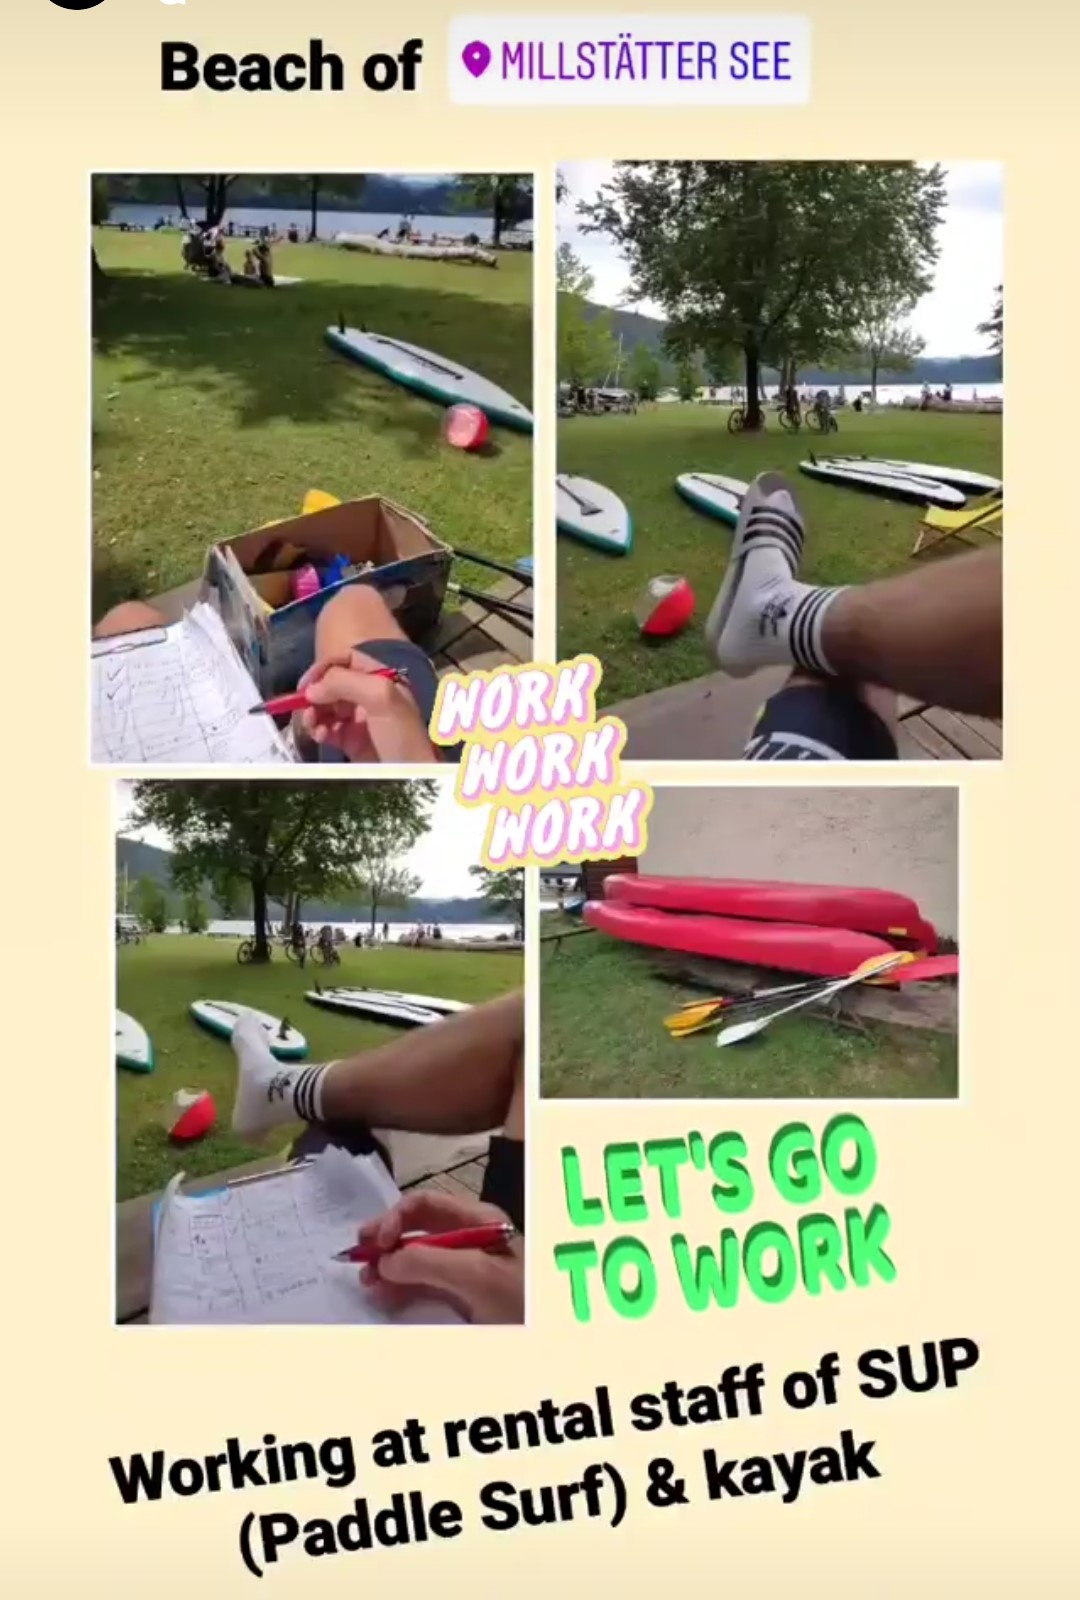 Beach of MILLSTÄTTER SEE
WORK
WORK
WORK
LET'S GO
TO WORK
Working at rental staff of SUP
(Paddle Surf) & kayak